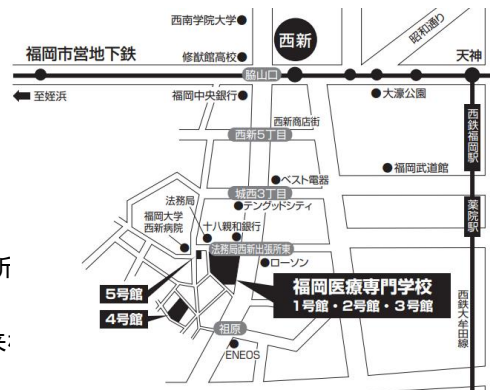 西南学院大学
西新
昭和通り
福岡市営地下鉄
修猷館高校
天神
脇山口
至姪浜
福岡中央銀行
大濠公園
西新商店街
西鉄福岡駅
西新5丁目
福岡武道館
ベスト電器
城西3丁目
法務局
テングッドシティ
薬院駅
福岡大学
西新病院
十八親和銀行
法務局西新出張所東
ローソン
所
福岡医療専門学校
1号館・2号館・3号館
5号館
4号館
西鉄大牟田線
祖原
ENEOS